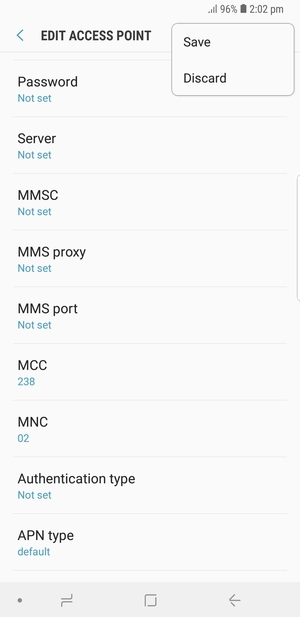 96% 2:02 pm
EDIT ACCESS POINT
Save
Discard
Password
Not set
Server
Not set
MMSC
Not set
MMS proxy
Not set
MMS port
Not set
MCC
238
MNC
02
Authentication type
Not set
APN type
default